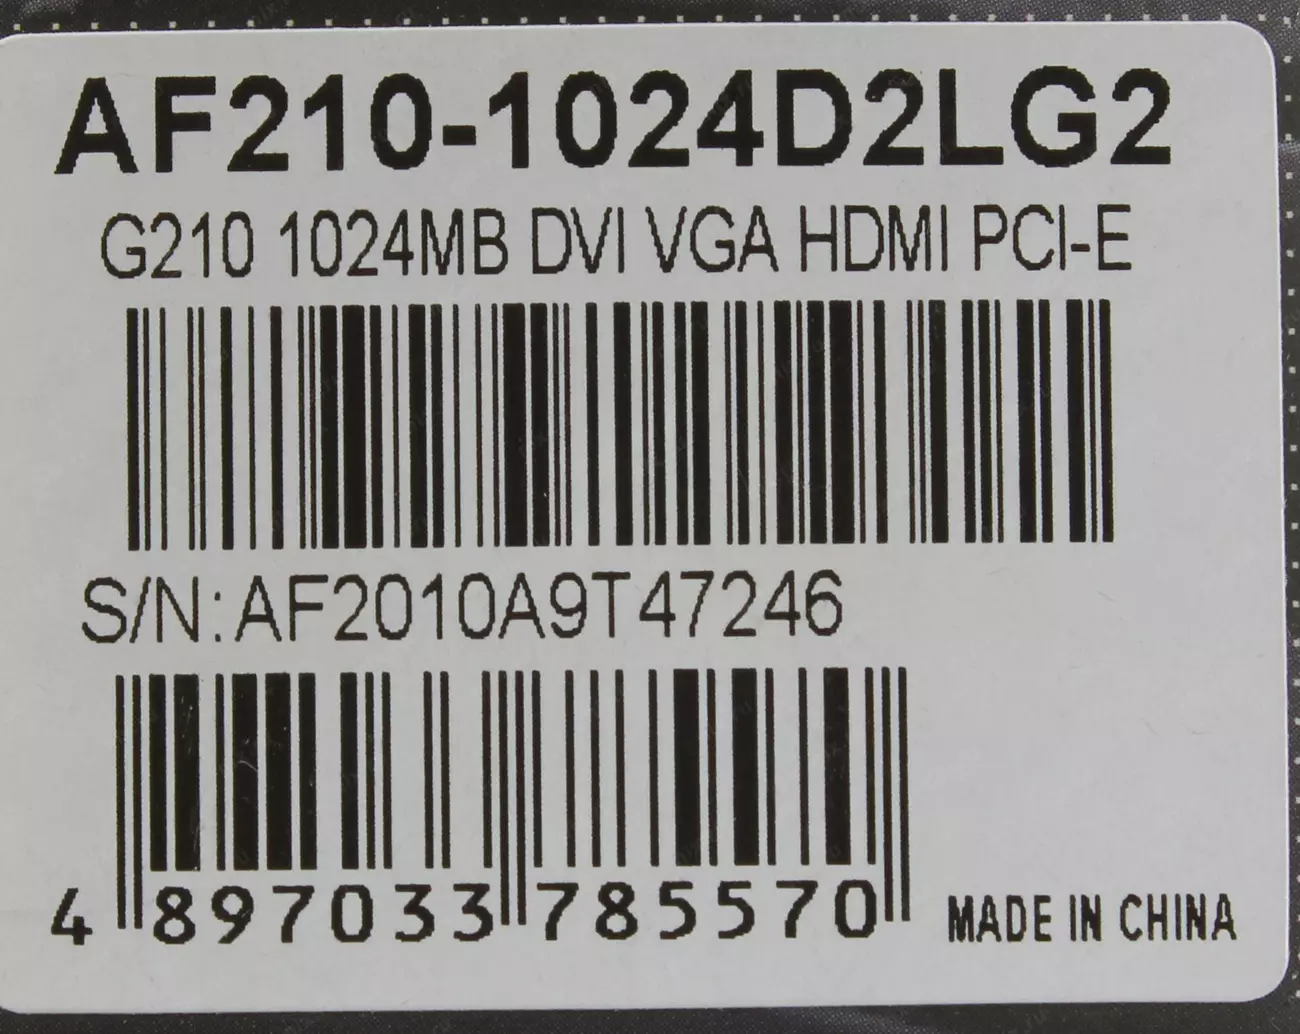 AF210-1024D2LG2
G210 1024MB DVI VGA HDMI PCI-E
S/N:AF2010A9T47246
4 897033 785570 MADE IN CHINA